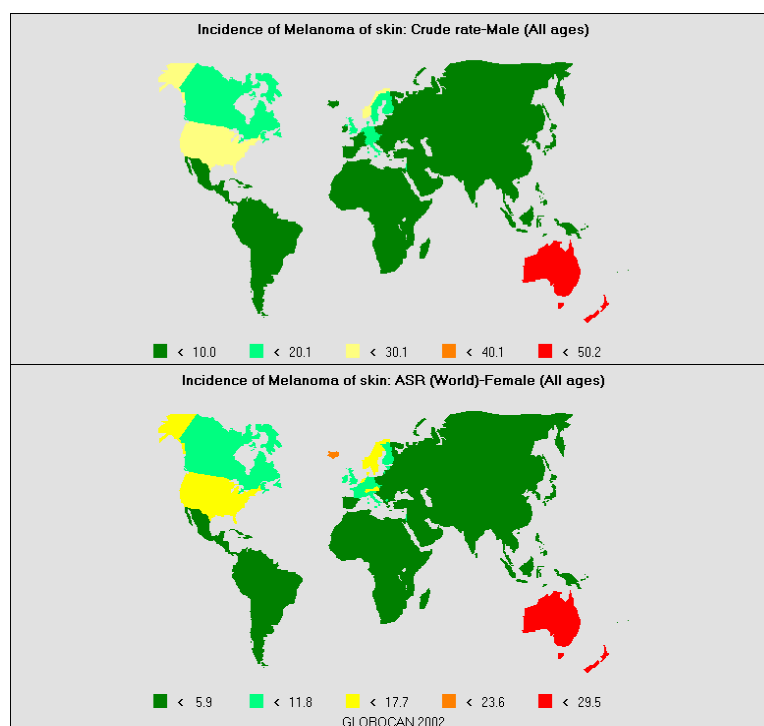 Incidence of Melanoma of skin: Crude rate-Male (All ages)
< 10.0 < 20.1 < 30.1 < 40.1 < 50.2
Incidence of Melanoma of skin: ASR (World)-Female (All ages)
< 5.9 < 11.8 < 17.7 < 23.6 < 29.5
GLOBOCAN 2002